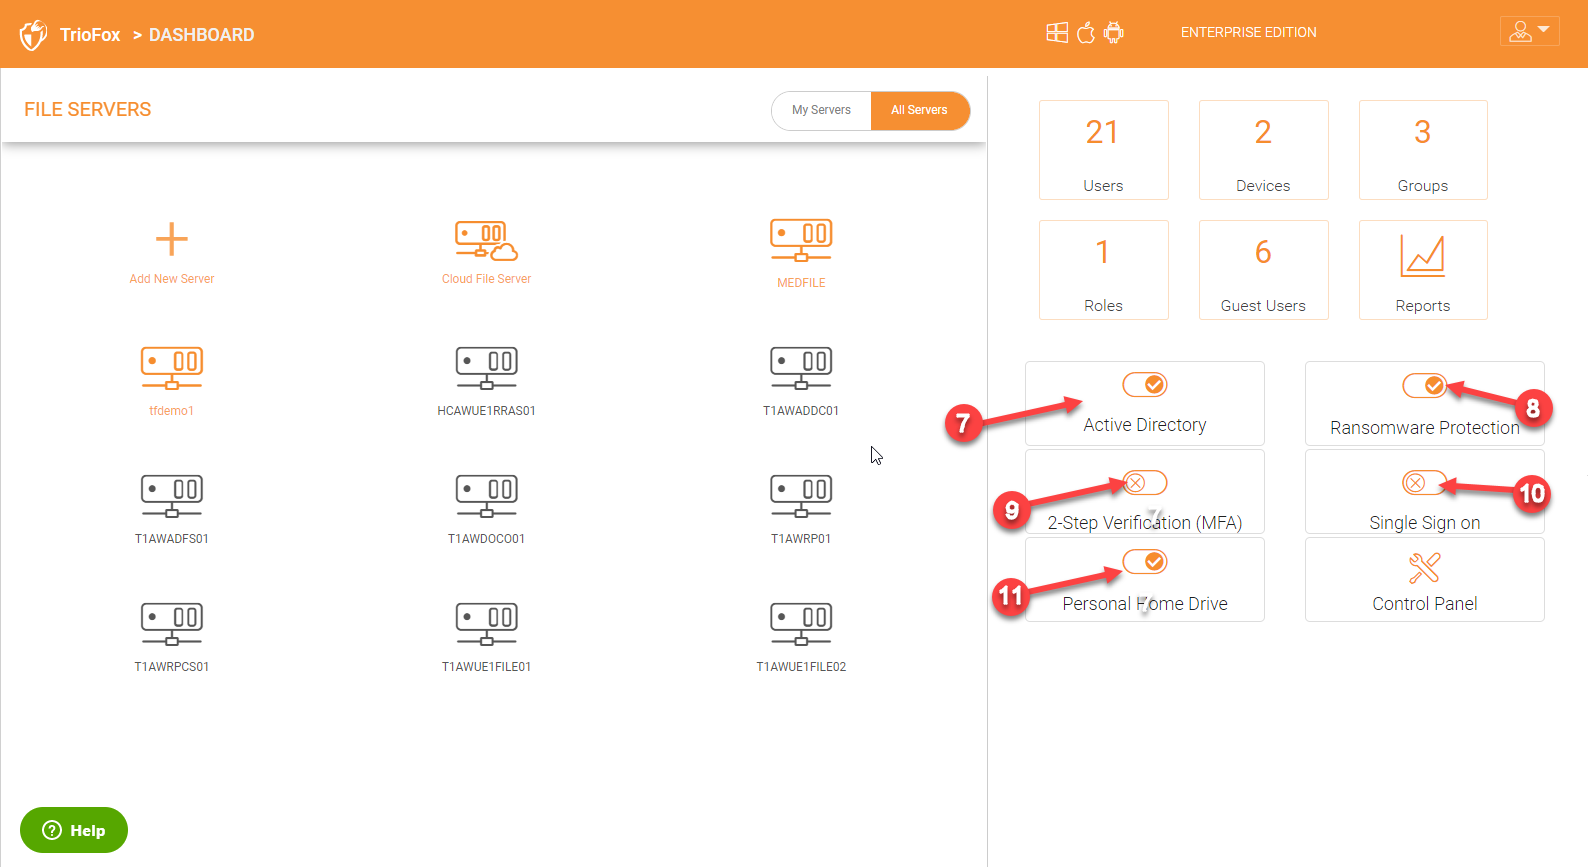 TrioFox > DASHBOARD
ENTERPRISE EDITION
FILE SERVERS
My Servers
All Servers
Add New Server
Cloud File Server
MEDFILE
tfdemo1
HCAWUE1RRAS01
T1AWADDC01
T1AWADFS01
T1AWDOCO01
T1AWRP01
T1AWRPCS01
T1AWUE1FILE01
T1AWUE1FILE02
Help
21
Users
2
Devices
3
Groups
1
Roles
6
Guest Users
Reports
7
Active Directory
8
Ransomware Protection
9
2-Step Verification (MFA)
7
10
Single Sign on
11
Personal Home Drive
7
Control Panel